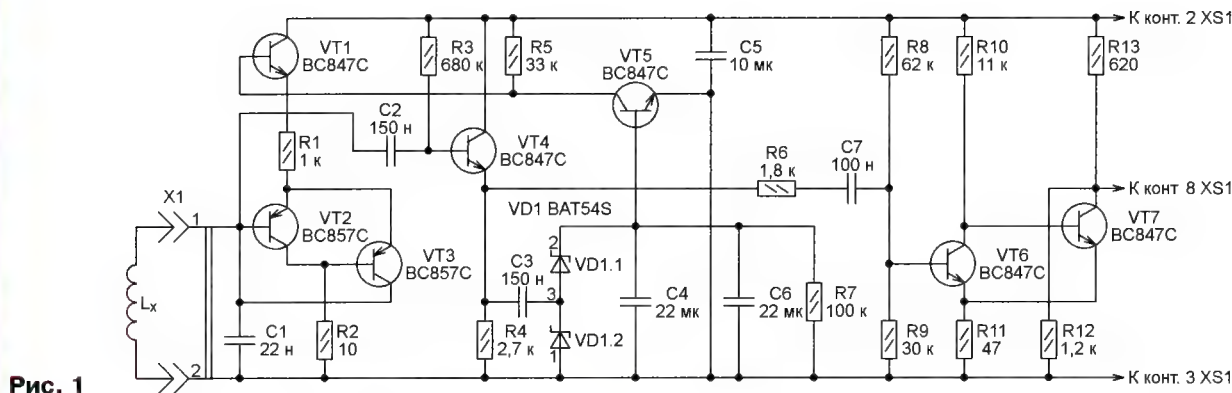 К конт. 2 XS1
VT1
BC847C
R3
680 к
R5
33 к
VT5
BC847C
C5
10 мк
R8
62 к
R10
11 к
R13
620
C2
150 н
R1
1 к
VT4
BC847C
R6
1,8 к
C7
100 н
К конт 8 XS1
X1
1
VT2
BC857C
VD1 BAT54S
VT7
BC847C
VT3
BC857C
2
VD1.1
VT6
BC847C
Lx
C3
150 н
3
C4
22 мк
C6
22 мк
R7
100 к
C1
22 н
R2
10
R4
2,7 к
VD1.2
1
R9
30 к
R11
47
R12
1,2 к
2
К конт. 3 XS1
Рис. 1